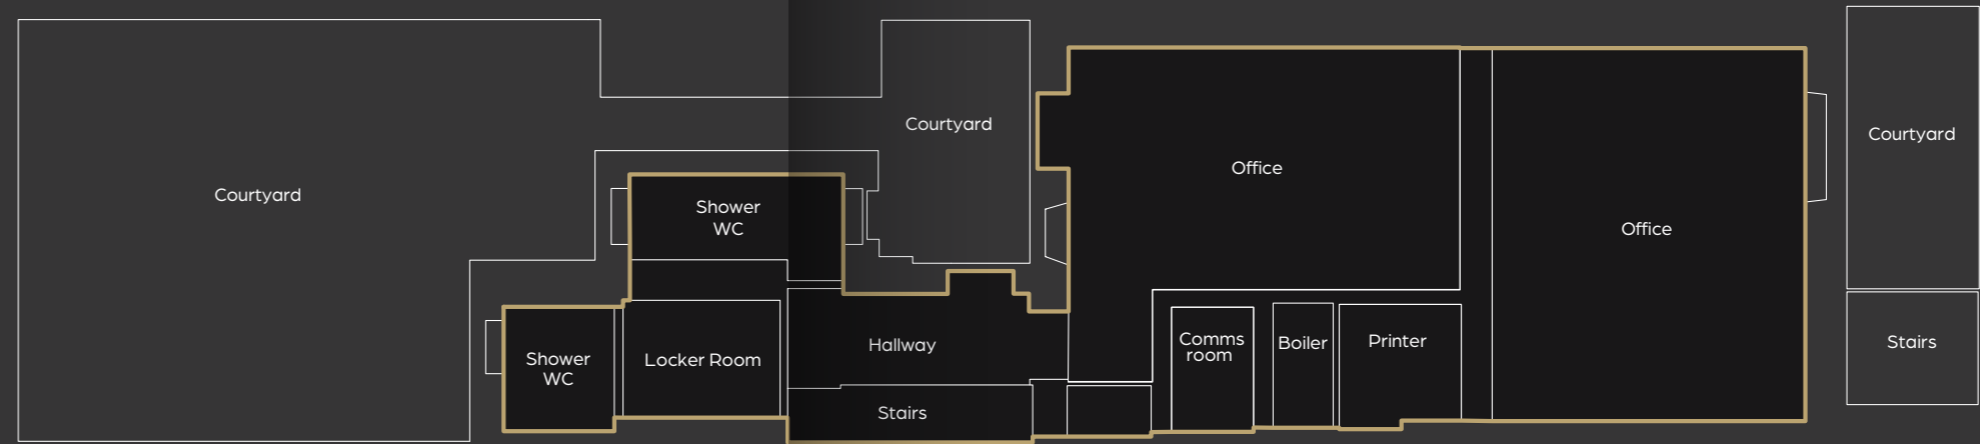 Courtyard
Courtyard
Shower
WC
Shower
WC
Locker Room
Hallway
Stairs
Office
Comms
room
Boiler
Printer
Office
Courtyard
Stairs